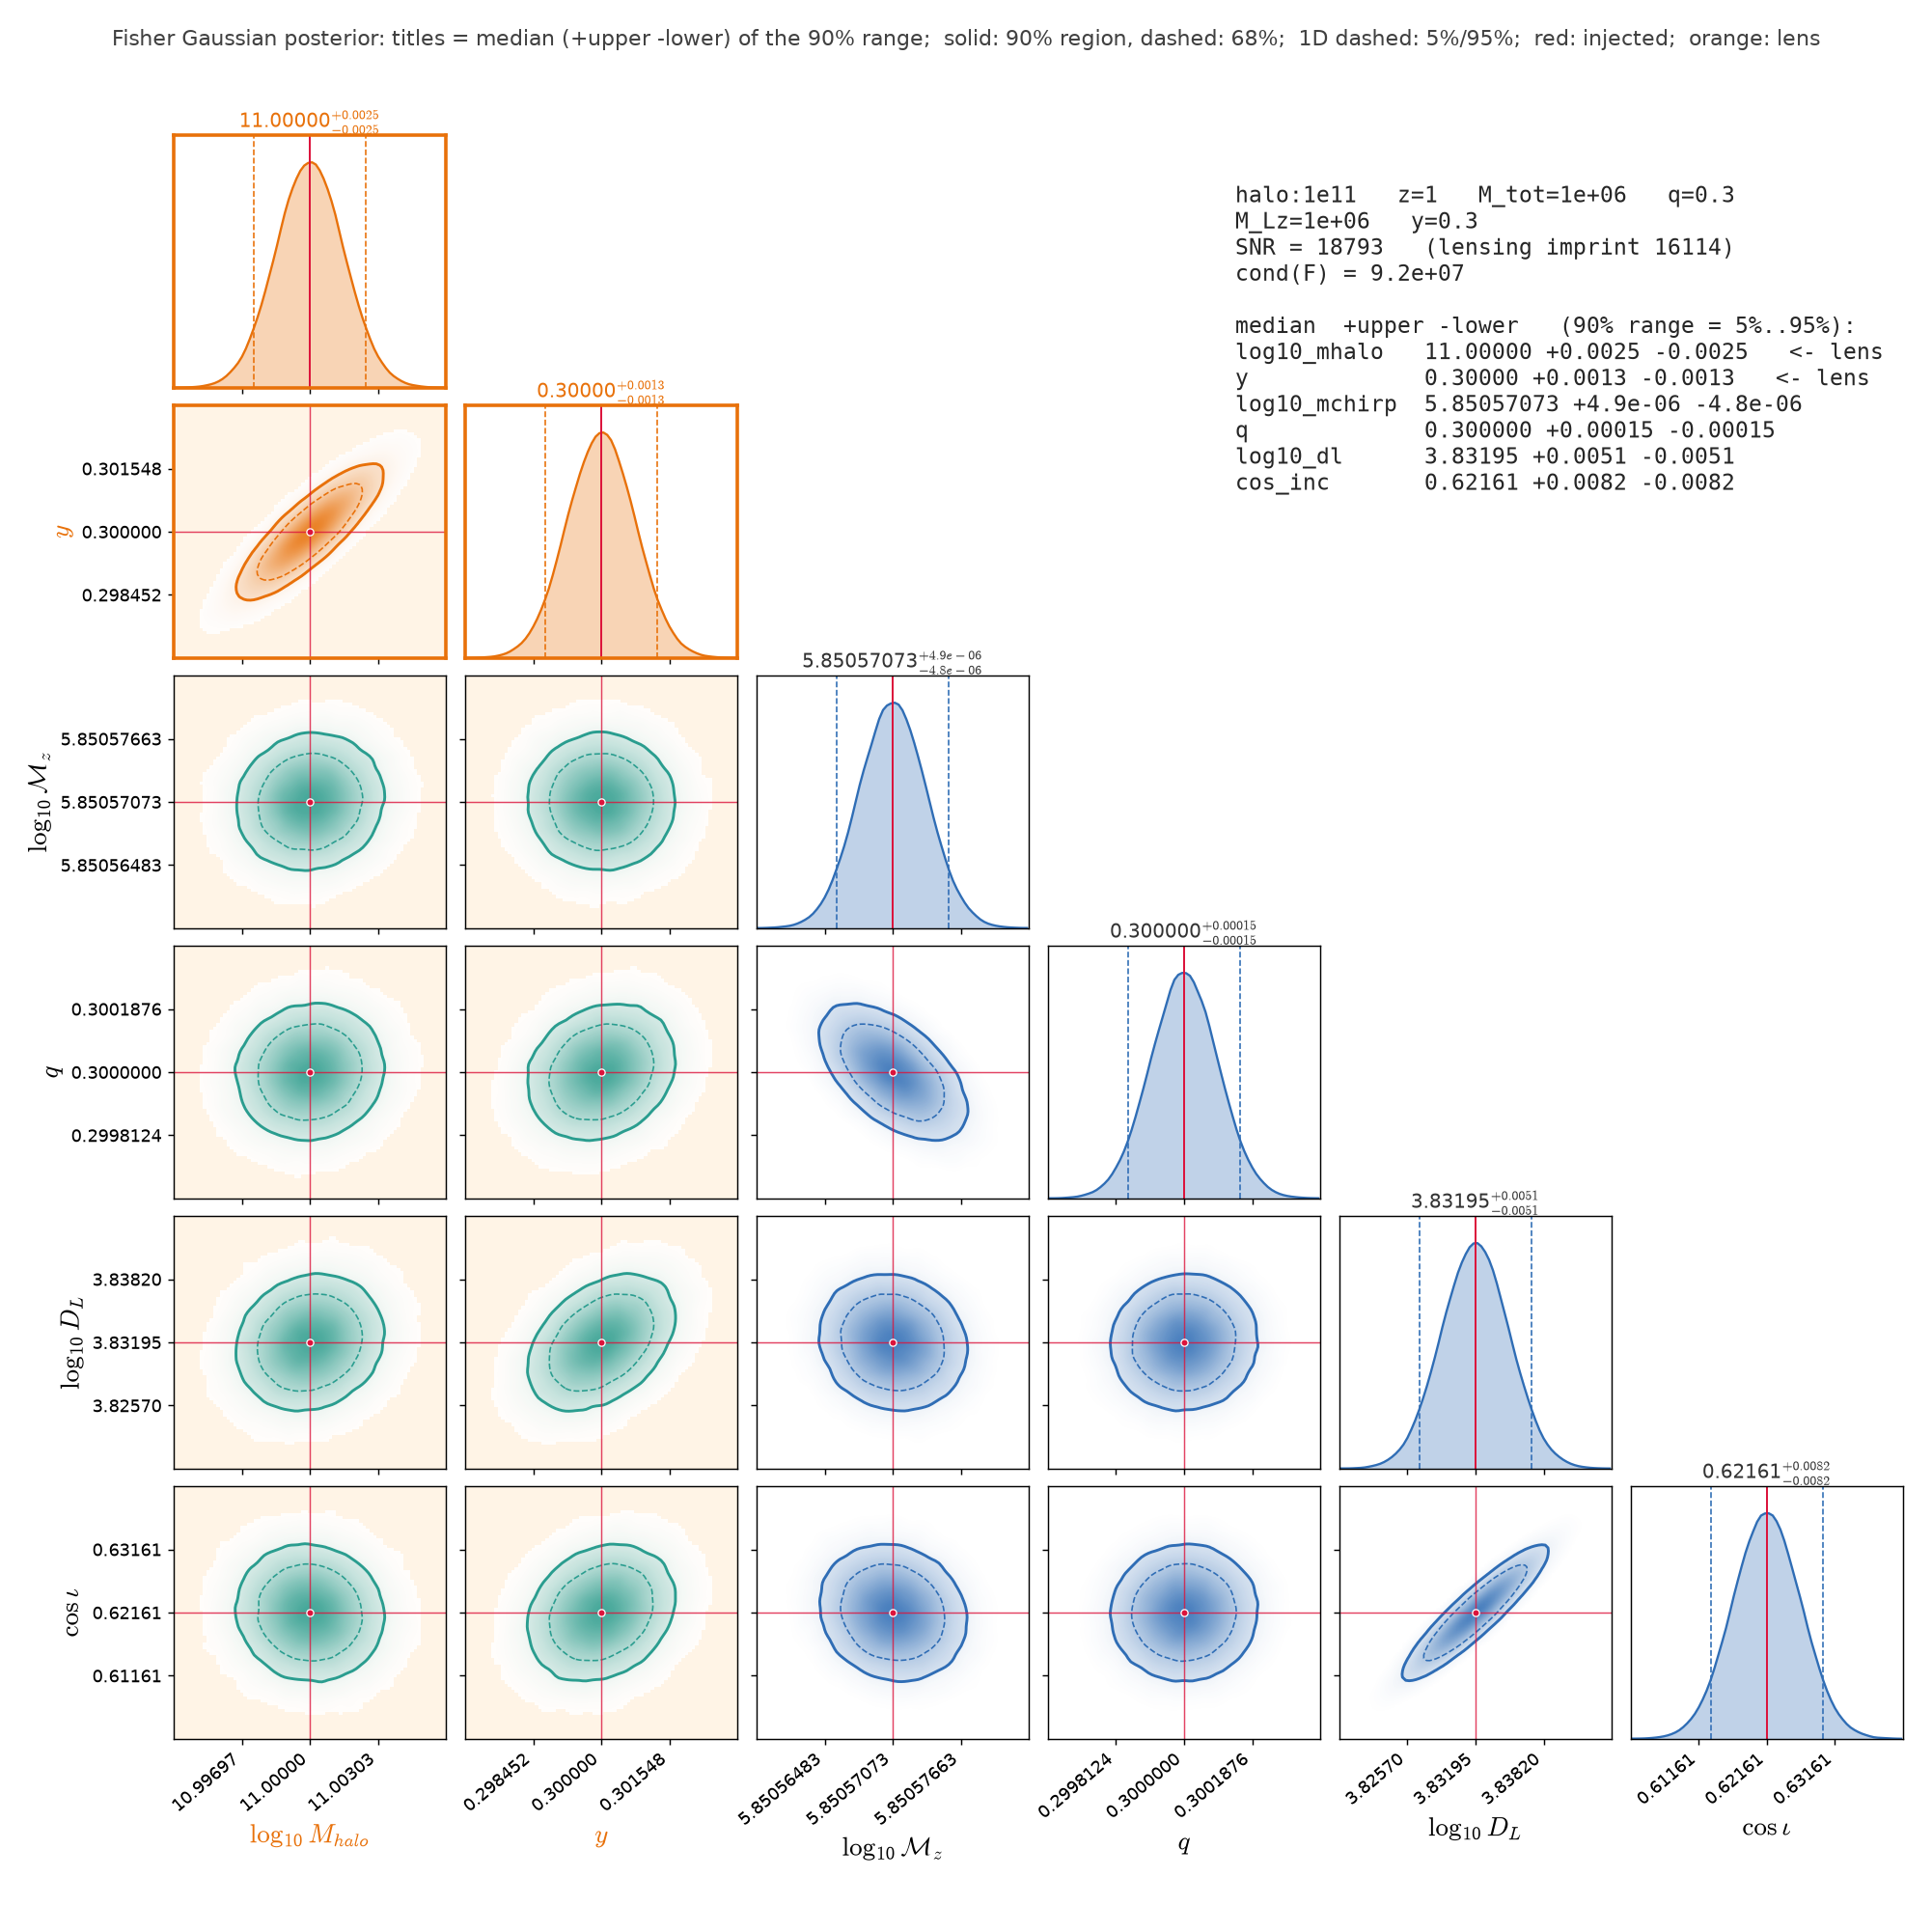 Fisher Gaussian posterior: titles = median (+upper -lower) of the 90% range;  solid: 90% region, dashed: 68%;  1D dashed: 5%/95%;  red: injected;  orange: lens
11.00000+0.0025 −0.0025
halo:1e11   z=1   M_tot=1e+06   q=0.3
M_Lz=1e+06   y=0.3
SNR = 18793   (lensing imprint 16114)
cond(F) = 9.2e+07
median  +upper -lower   (90% range = 5%..95%):
log10_mhalo   11.00000 +0.0025 -0.0025   <- lens
y             0.30000 +0.0013 -0.0013   <- lens
log10_mchirp  5.85057073 +4.9e-06 -4.8e-06
q             0.300000 +0.00015 -0.00015
log10_dl      3.83195 +0.0051 -0.0051
cos_inc       0.62161 +0.0082 -0.0082
0.30000+0.0013 −0.0013
y
0.301548
0.300000
0.298452
5.85057073+4.9e−06 −4.8e−06
log10 ℳz
5.85057663
5.85057073
5.85056483
0.300000+0.00015 −0.00015
q
0.3001876
0.3000000
0.2998124
3.83195+0.0051 −0.0051
log10 DL
3.83820
3.83195
3.82570
0.62161+0.0082 −0.0082
cos ι
0.63161
0.62161
0.61161
10.99697 11.00000 11.00303
0.298452 0.300000 0.301548
5.85056483 5.85057073 5.85057663
0.2998124 0.3000000 0.3001876
3.82570 3.83195 3.83820
0.61161 0.62161 0.63161
log10 Mhalo
y
log10 ℳz
q
log10 DL
cos ι